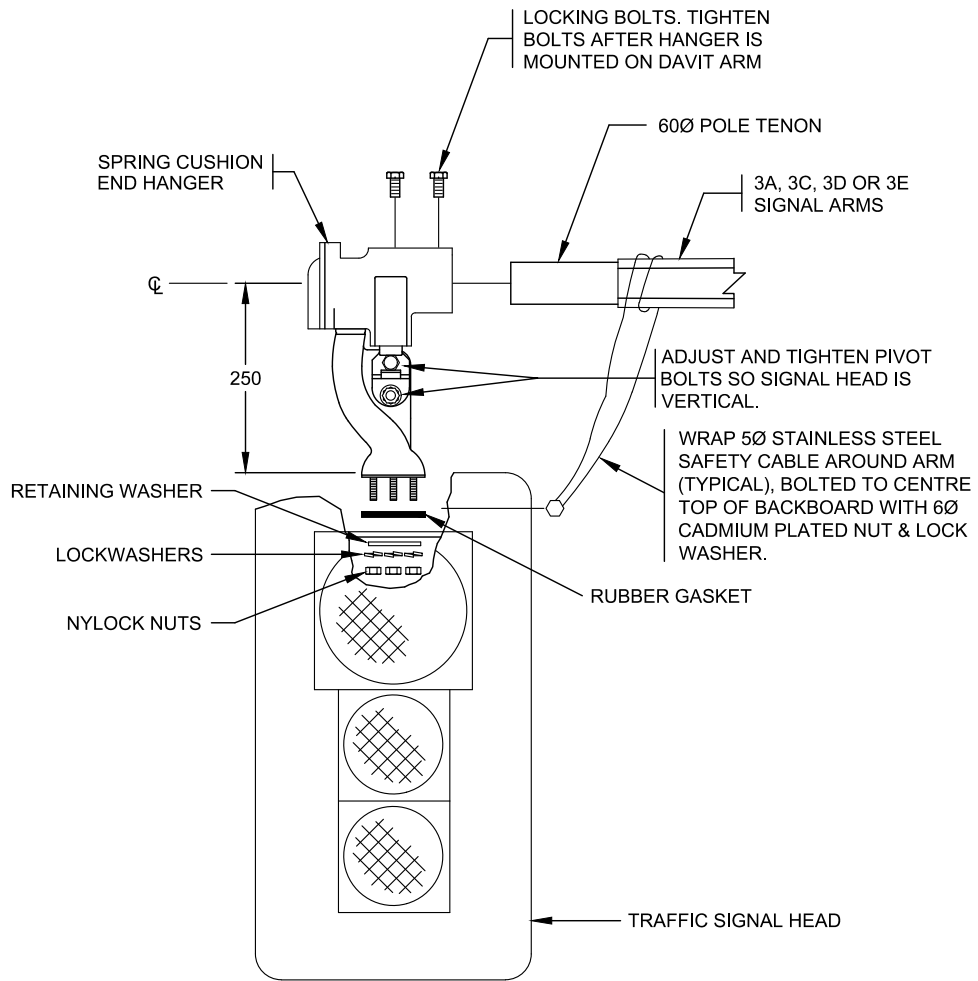 LOCKING BOLTS. TIGHTEN
BOLTS AFTER HANGER IS
MOUNTED ON DAVIT ARM
60Ø POLE TENON
SPRING CUSHION
END HANGER
3A, 3C, 3D OR 3E
SIGNAL ARMS
℄
250
ADJUST AND TIGHTEN PIVOT
BOLTS SO SIGNAL HEAD IS
VERTICAL.
WRAP 5Ø STAINLESS STEEL
SAFETY CABLE AROUND ARM
(TYPICAL), BOLTED TO CENTRE
TOP OF BACKBOARD WITH 6Ø
CADMIUM PLATED NUT & LOCK
WASHER.
RETAINING WASHER
LOCKWASHERS
NYLOCK NUTS
RUBBER GASKET
TRAFFIC SIGNAL HEAD